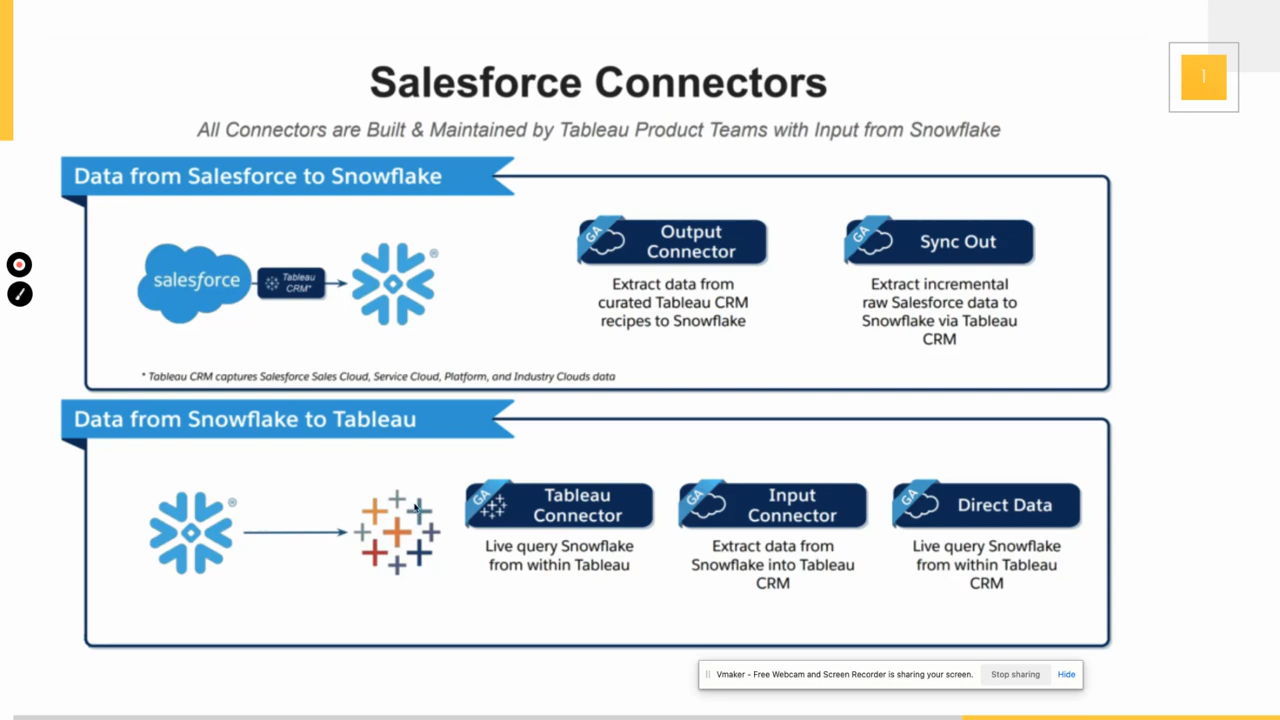 Salesforce Connectors
1
All Connectors are Built & Maintained by Tableau Product Teams with Input from Snowflake
Data from Salesforce to Snowflake
salesforce
Tableau
CRM*
®
GA
Output
Connector
Extract data from
curated Tableau CRM
recipes to Snowflake
GA
Sync Out
Extract incremental
raw Salesforce data to
Snowflake via Tableau
CRM
* Tableau CRM captures Salesforce Sales Cloud, Service Cloud, Platform, and Industry Clouds data
Data from Snowflake to Tableau
®
GA
Tableau
Connector
Live query Snowflake
from within Tableau
GA
Input
Connector
Extract data from
Snowflake into Tableau
CRM
GA
Direct Data
Live query Snowflake
from within Tableau
CRM
Vmaker - Free Webcam and Screen Recorder is sharing your screen.
Stop sharing
Hide